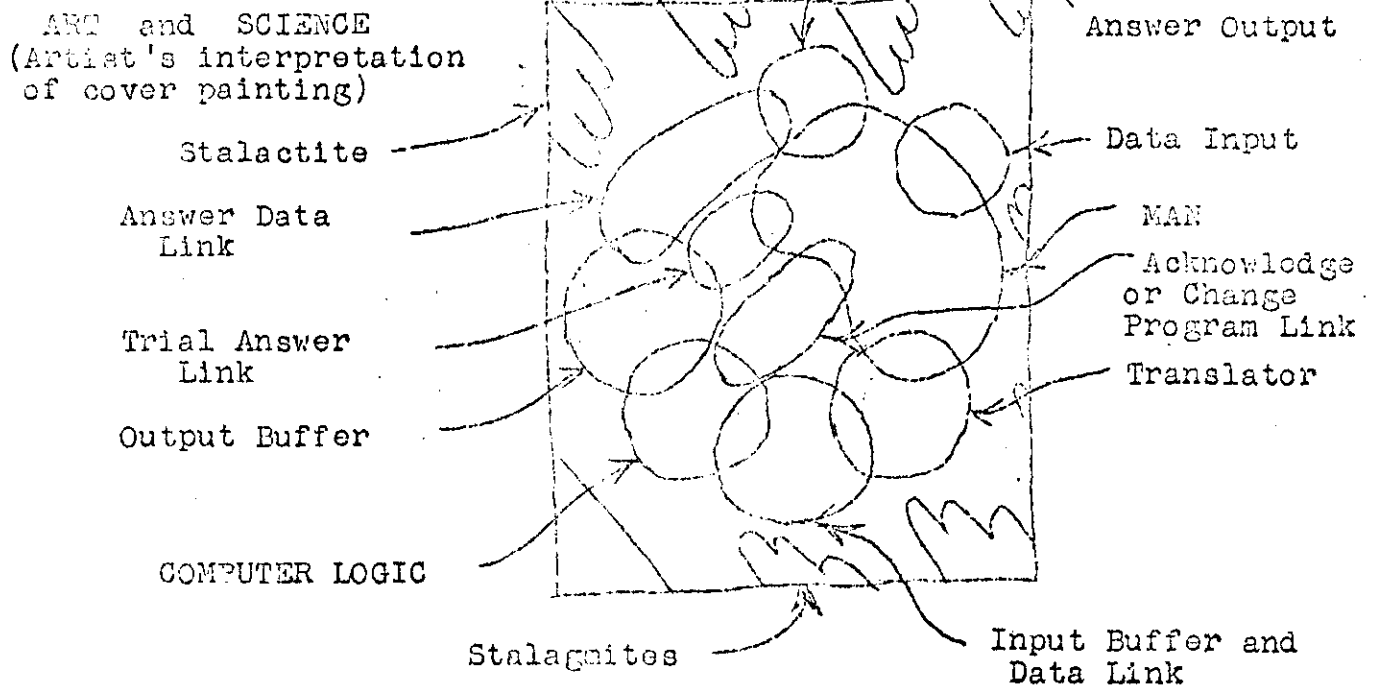 ART and SCIENCE
(Artist's interpretation
of cover painting)
Stalactite
Answer Data
Link
Trial Answer
Link
Output Buffer
COMPUTER LOGIC
Stalagmites
Answer Output
Data Input
MAN
Acknowledge
or Change
Program Link
Translator
Input Buffer and
Data Link